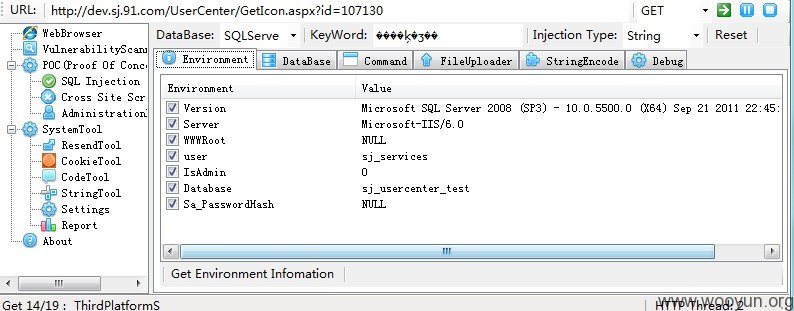 URL: http://dev.sj.91.com/UserCenter/GetIcon.aspx?id=107130 GET
WebBrowser
VulnerabilityScan
POC(Proof Of Conc
SQL Injection
Cross Site Scr
Administration
SystemTool
ResendTool
CookieTool
CodeTool
StringTool
Settings
Report
About
DataBase: SQLServe KeyWord: ����ķ�ʒ�� Injection Type: String Reset
Environment DataBase Command FileUploader StringEncode Debug
Environment Value
Version Microsoft SQL Server 2008 (SP3) - 10.0.5500.0 (X64) Sep 21 2011 22:45:
Server Microsoft-IIS/6.0
WWWRoot NULL
user sj_services
IsAdmin 0
Database sj_usercenter_test
Sa_PasswordHash NULL
Get Environment Infomation
Get 14/19 : ThirdPlatformS HTTP Thread: 2
www.wooyun.org